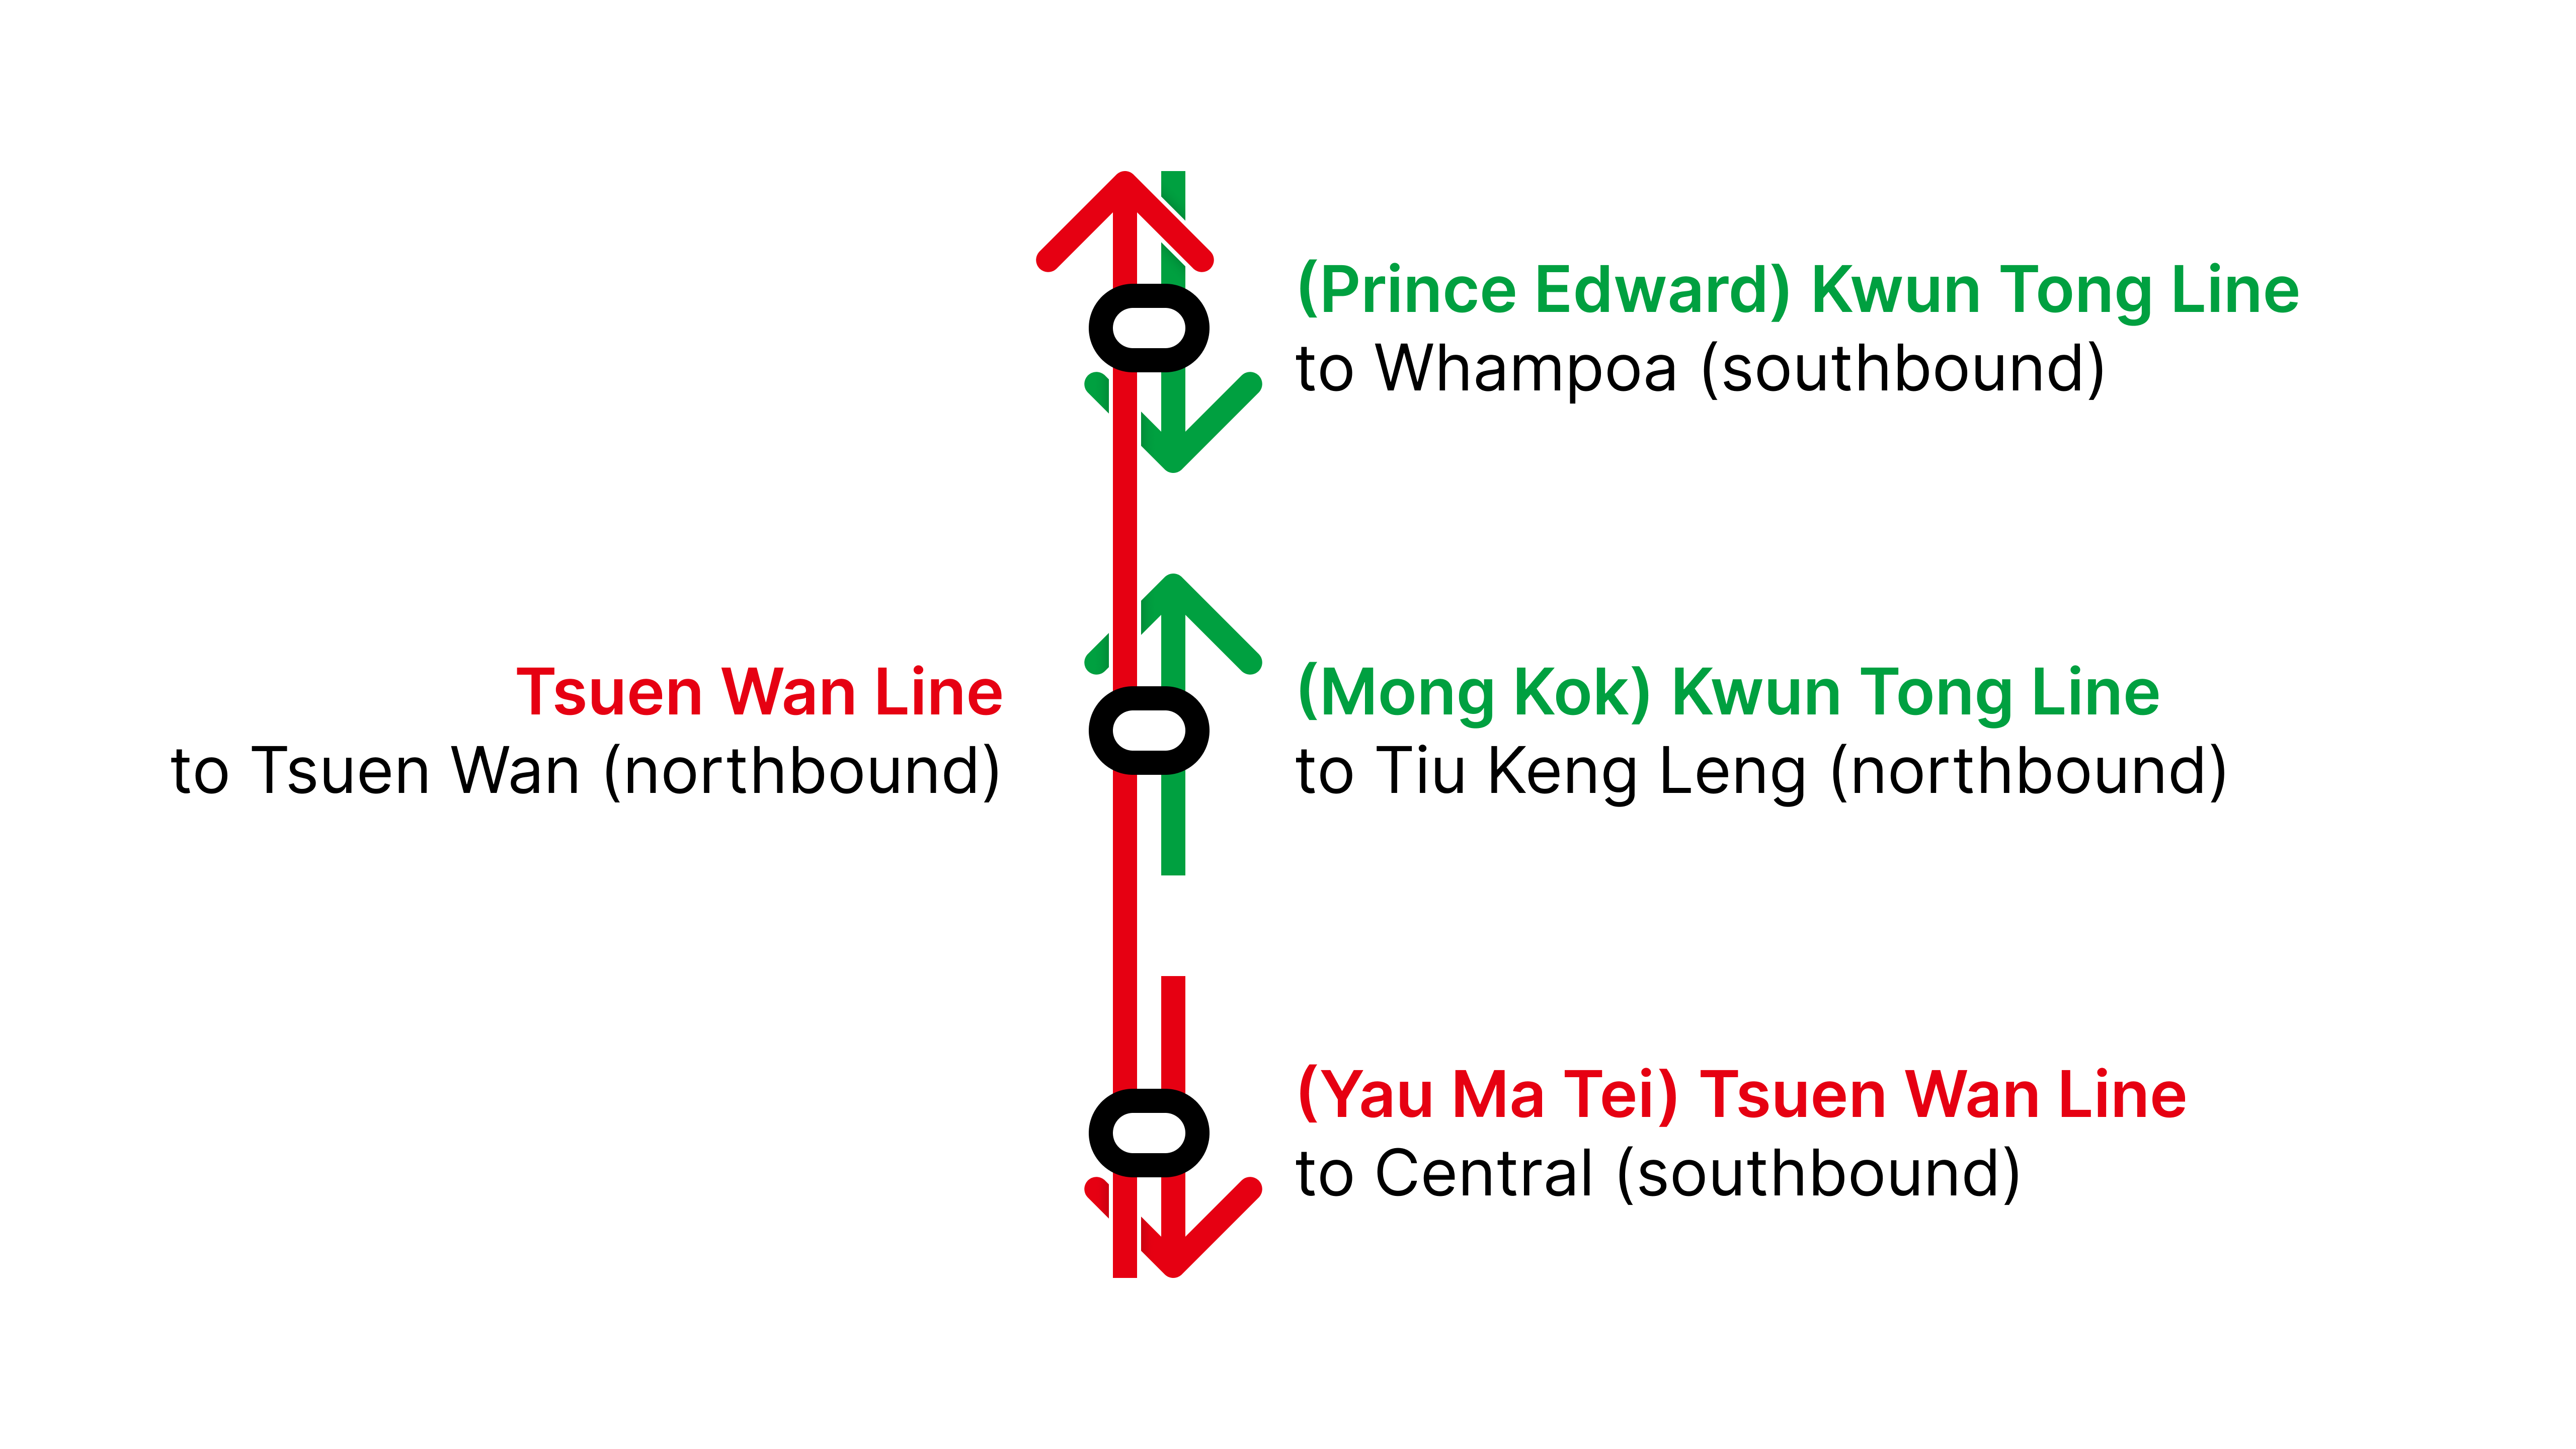 (Prince Edward) Kwun Tong Line
to Whampoa (southbound)
Tsuen Wan Line
to Tsuen Wan (northbound)
(Mong Kok) Kwun Tong Line
to Tiu Keng Leng (northbound)
(Yau Ma Tei) Tsuen Wan Line
to Central (southbound)